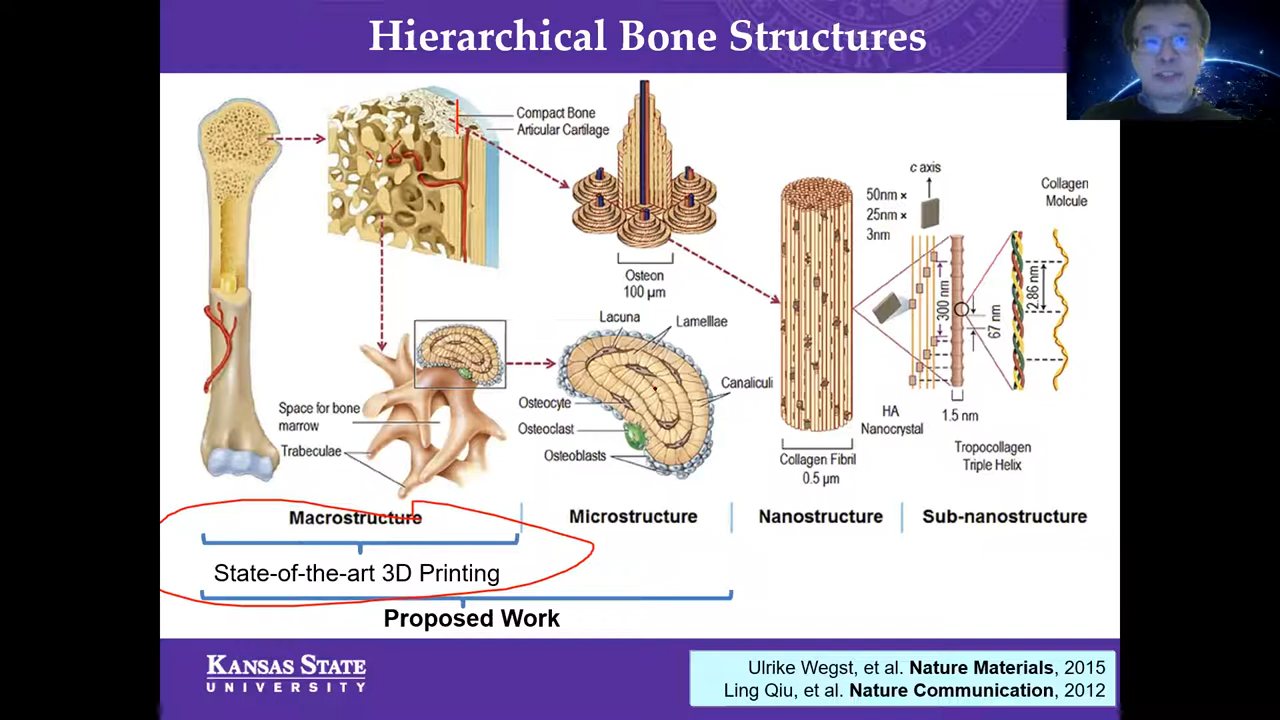 Hierarchical Bone Structures
Compact Bone
Articular Cartilage
Osteon
100 µm
c axis
50nm ×
25nm ×
3nm
Collagen
Molcule
2.86 nm
300 nm
67 nm
1.5 nm
HA
Nanocrystal
Tropocollagen
Triple Helix
Collagen Fibril
0.5 µm
Lacuna
Lamelllae
Canaliculi
Osteocyte
Osteoclast
Osteoblasts
Space for bone
marrow
Trabeculae
Macrostructure
Microstructure
Nanostructure
Sub-nanostructure
State-of-the-art 3D Printing
Proposed Work
KANSAS STATE
UNIVERSITY
Ulrike Wegst, et al. Nature Materials, 2015
Ling Qiu, et al. Nature Communication, 2012